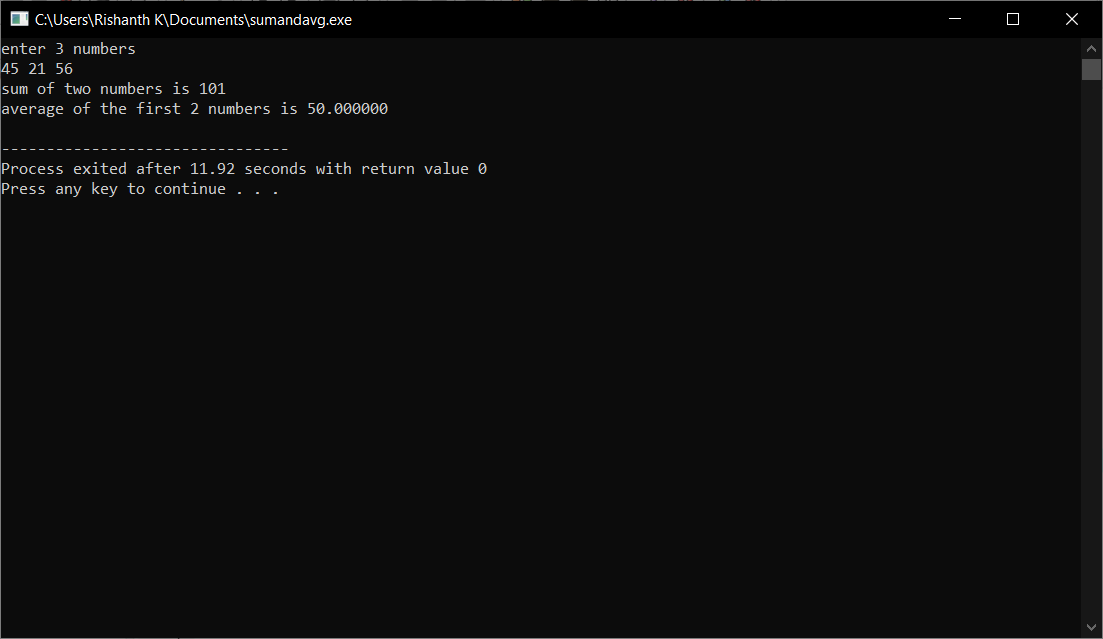 C:\Users\Rishanth K\Documents\sumandavg.exe
enter 3 numbers
45 21 56
sum of two numbers is 101
average of the first 2 numbers is 50.000000
--------------------------------
Process exited after 11.92 seconds with return value 0
Press any key to continue . . .